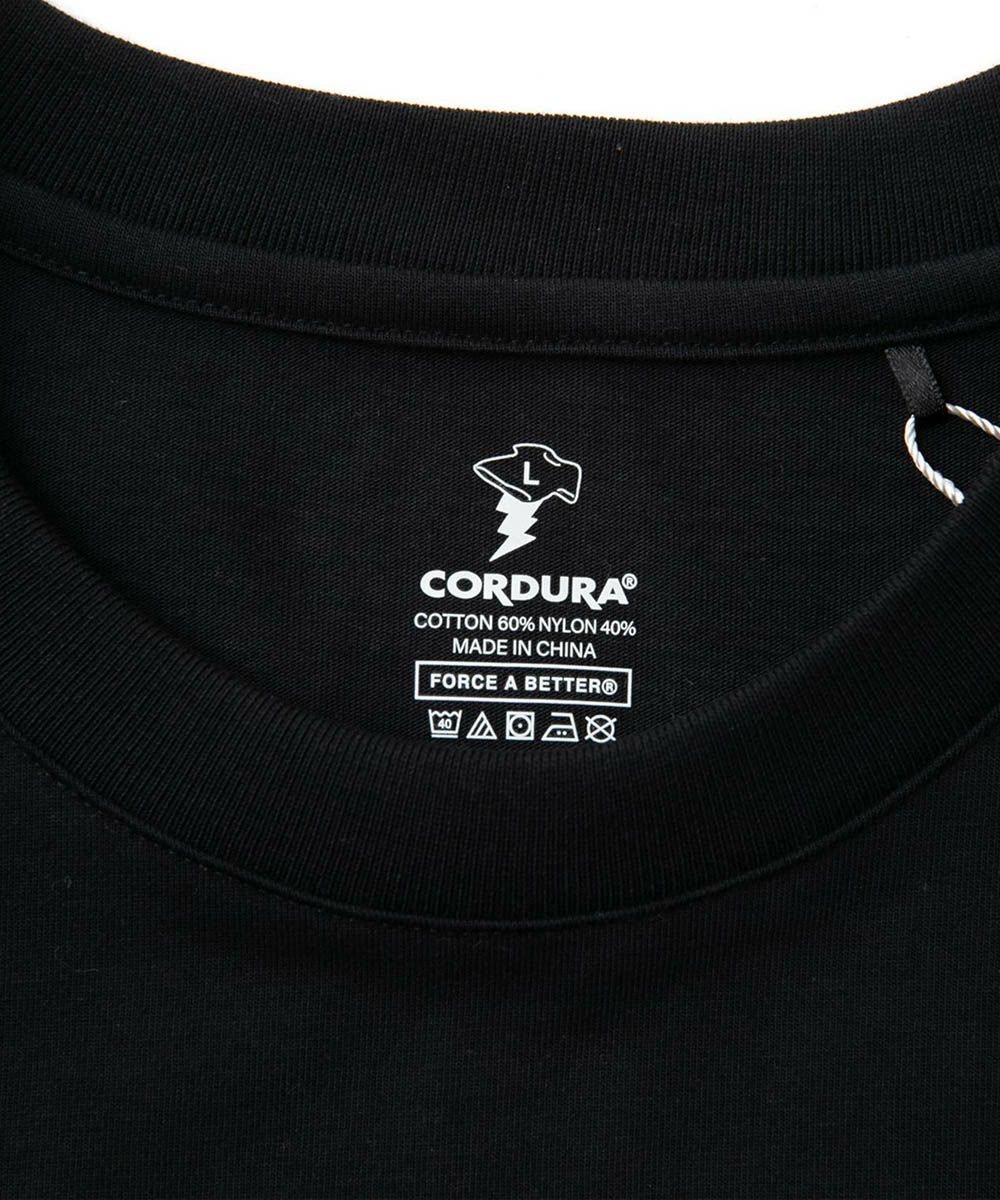 L
CORDURA®
COTTON 60% NYLON 40%
MADE IN CHINA
FORCE A BETTER®
40